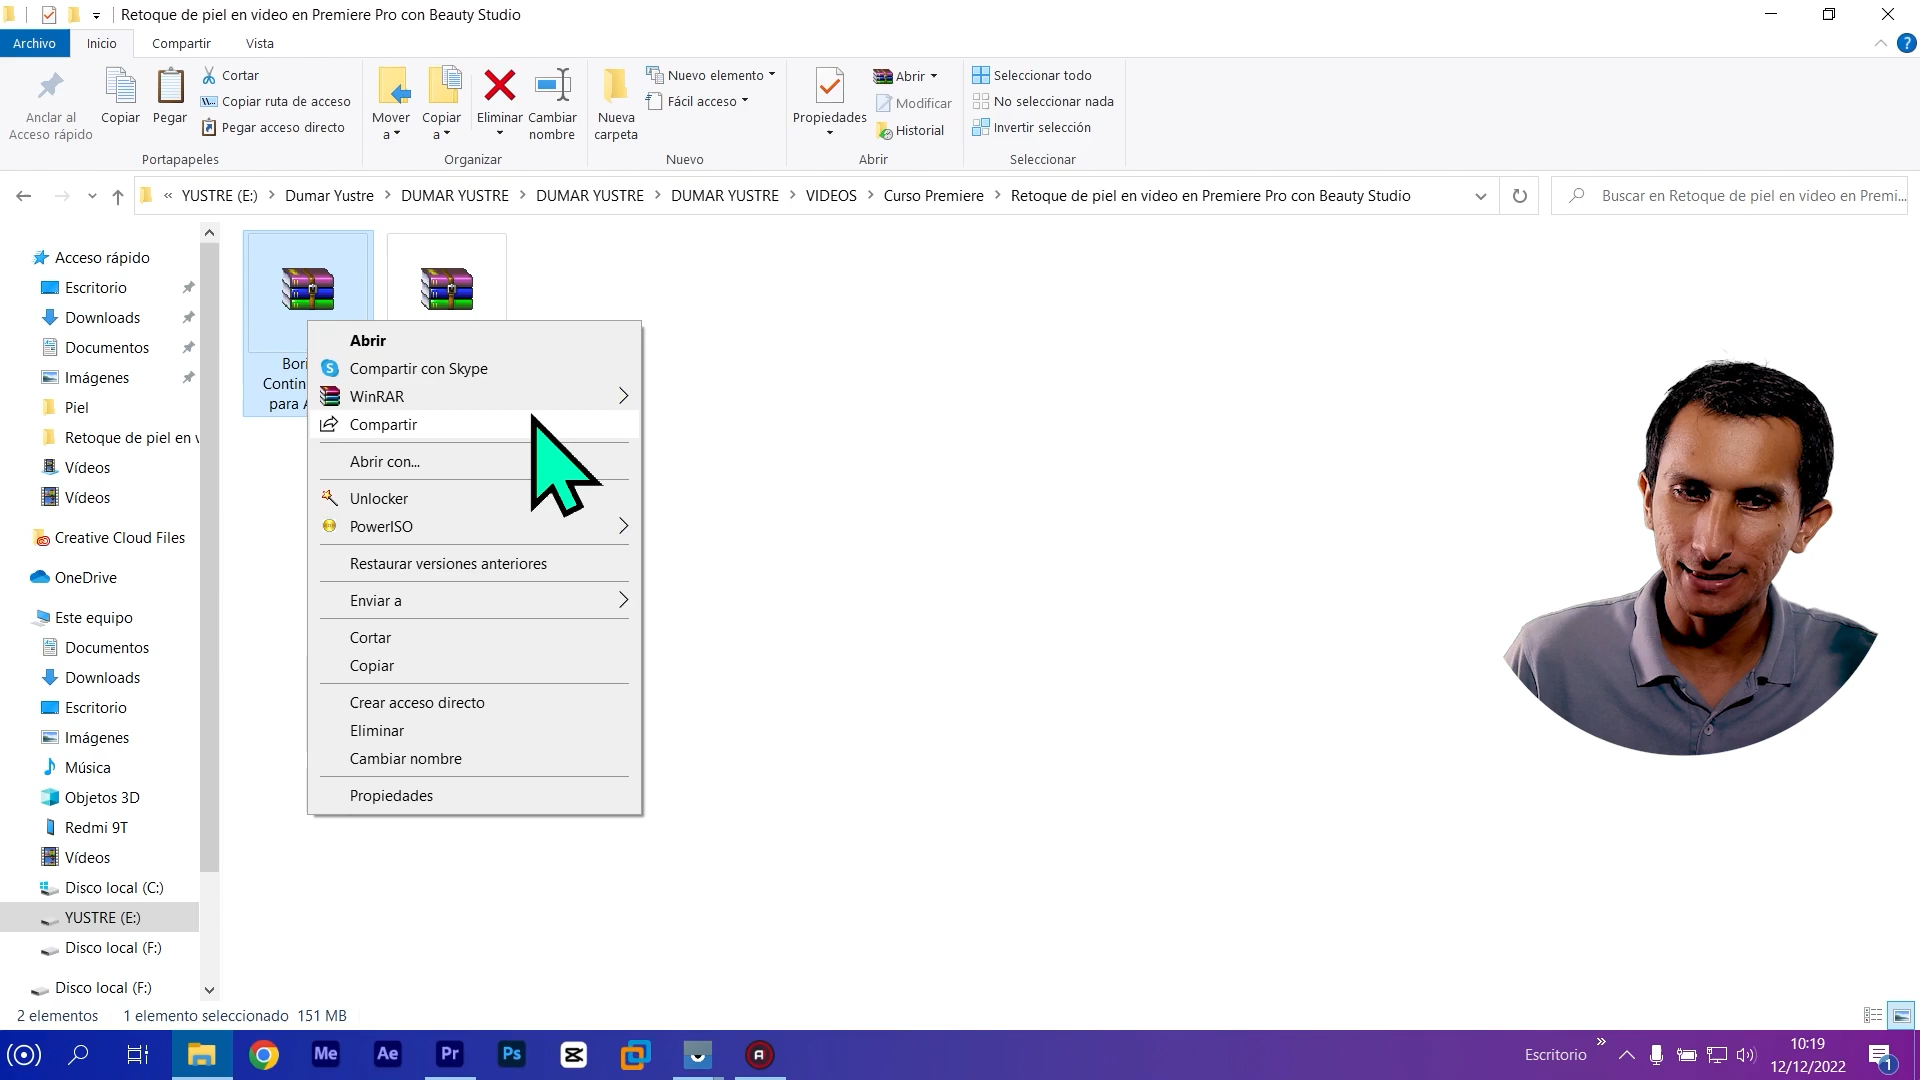 Retoque de piel en video en Premiere Pro con Beauty Studio
Archivo
Inicio
Compartir
Vista
?
Anclar al
Acceso rápido
Copiar
Pegar
Cortar
Copiar ruta de acceso
Pegar acceso directo
Portapapeles
Mover
a
Copiar
a
Eliminar
Cambiar
nombre
Organizar
Nueva
carpeta
Nuevo elemento
Fácil acceso
Nuevo
Propiedades
Abrir
Modificar
Historial
Abrir
Seleccionar todo
No seleccionar nada
Invertir selección
Seleccionar
« YUSTRE (E:) > Dumar Yustre > DUMAR YUSTRE > DUMAR YUSTRE > DUMAR YUSTRE > VIDEOS > Curso Premiere > Retoque de piel en video en Premiere Pro con Beauty Studio
Buscar en Retoque de piel en video en Premi...
Acceso rápido
Escritorio
Downloads
Documentos
Imágenes
Piel
Retoque de piel en v
Vídeos
Vídeos
Creative Cloud Files
OneDrive
Este equipo
Documentos
Downloads
Escritorio
Imágenes
Música
Objetos 3D
Redmi 9T
Vídeos
Disco local (C:)
YUSTRE (E:)
Disco local (F:)
Disco local (F:)
Bori
Contin
para A
Abrir
Compartir con Skype
WinRAR
Compartir
Abrir con...
Unlocker
PowerISO
Restaurar versiones anteriores
Enviar a
Cortar
Copiar
Crear acceso directo
Eliminar
Cambiar nombre
Propiedades
2 elementos
1 elemento seleccionado 151 MB
Me
Ae
Pr
Ps
Escritorio
»
10:19
12/12/2022
1